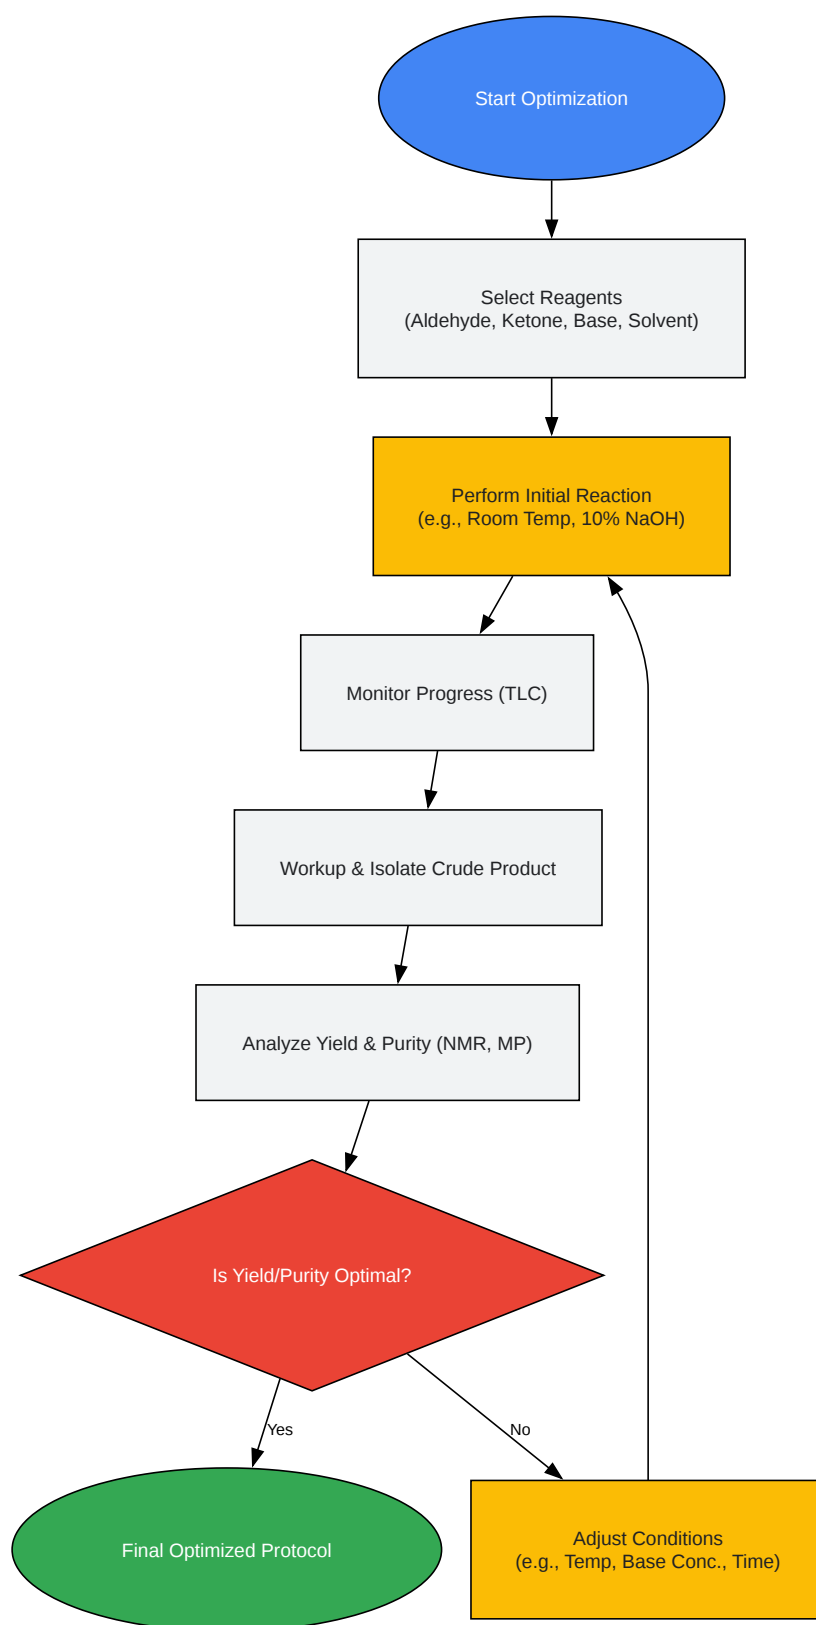 Start Optimization
Select Reagents
(Aldehyde, Ketone, Base, Solvent)
Perform Initial Reaction
(e.g., Room Temp, 10% NaOH)
Monitor Progress (TLC)
Workup & Isolate Crude Product
Analyze Yield & Purity (NMR, MP)
Is Yield/Purity Optimal?
Yes
No
Final Optimized Protocol
Adjust Conditions
(e.g., Temp, Base Conc., Time)